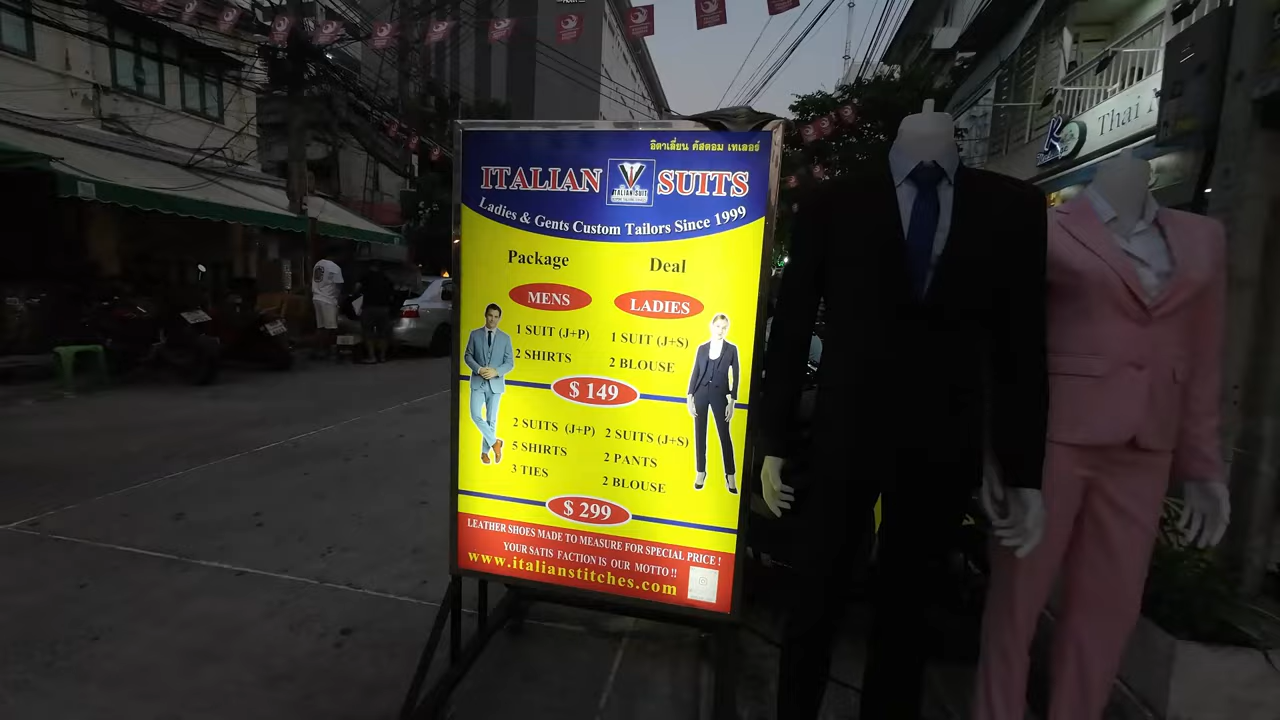 อิตาเลี่ยน คัสตอม เทเลอร์
ITALIAN SUITS
ITALIAN SUIT
Ladies & Gents Custom Tailors Since 1999
Package Deal
MENS LADIES
1 SUIT (J+P) 1 SUIT (J+S)
2 SHIRTS 2 BLOUSE
$ 149
2 SUITS (J+P) 2 SUITS (J+S)
5 SHIRTS 2 PANTS
3 TIES 2 BLOUSE
$ 299
LEATHER SHOES MADE TO MEASURE FOR SPECIAL PRICE !
YOUR SATIS FACTION IS OUR MOTTO !!
www.italianstitches.com
Thai